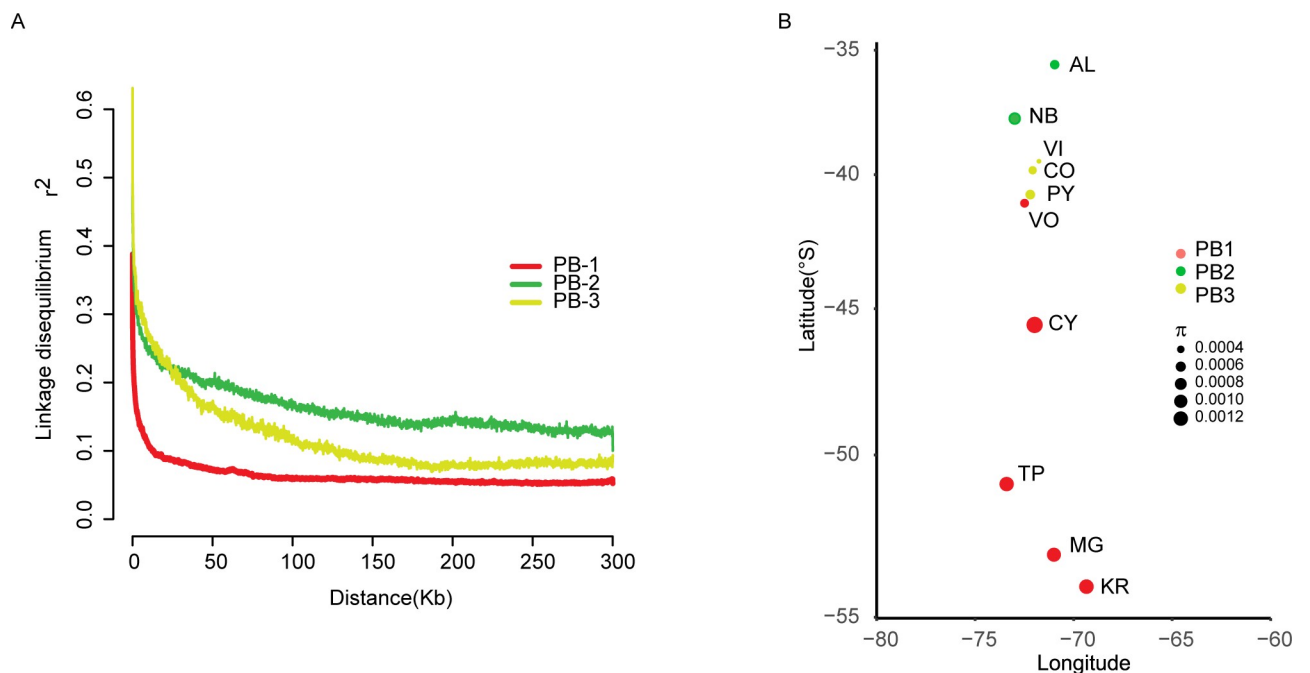 A
Linkage disequilibrium r2
0.6
0.5
0.4
0.3
0.2
0.1
0.0
PB-1
PB-2
PB-3
0 50 100 150 200 250 300
Distance(Kb)
B
Latitude(°S)
−35
−40
−45
−50
−55
AL
NB
VI
CO
PY
VO
CY
TP
MG
KR
PB1
PB2
PB3
π
0.0004
0.0006
0.0008
0.0010
0.0012
−80 −75 −70 −65 −60
Longitude